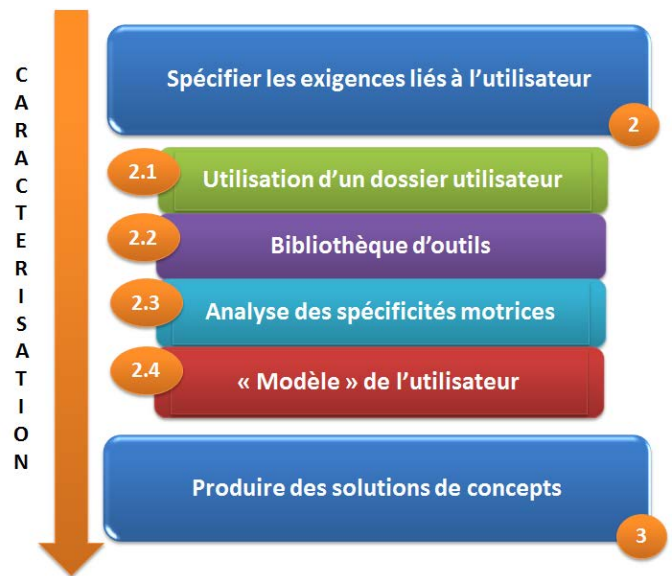 CARACTERISATION
Spécifier les exigences liés à l'utilisateur
2
2.1
Utilisation d'un dossier utilisateur
2.2
Bibliothèque d'outils
2.3
Analyse des spécificités motrices
2.4
« Modèle » de l'utilisateur
Produire des solutions de concepts
3